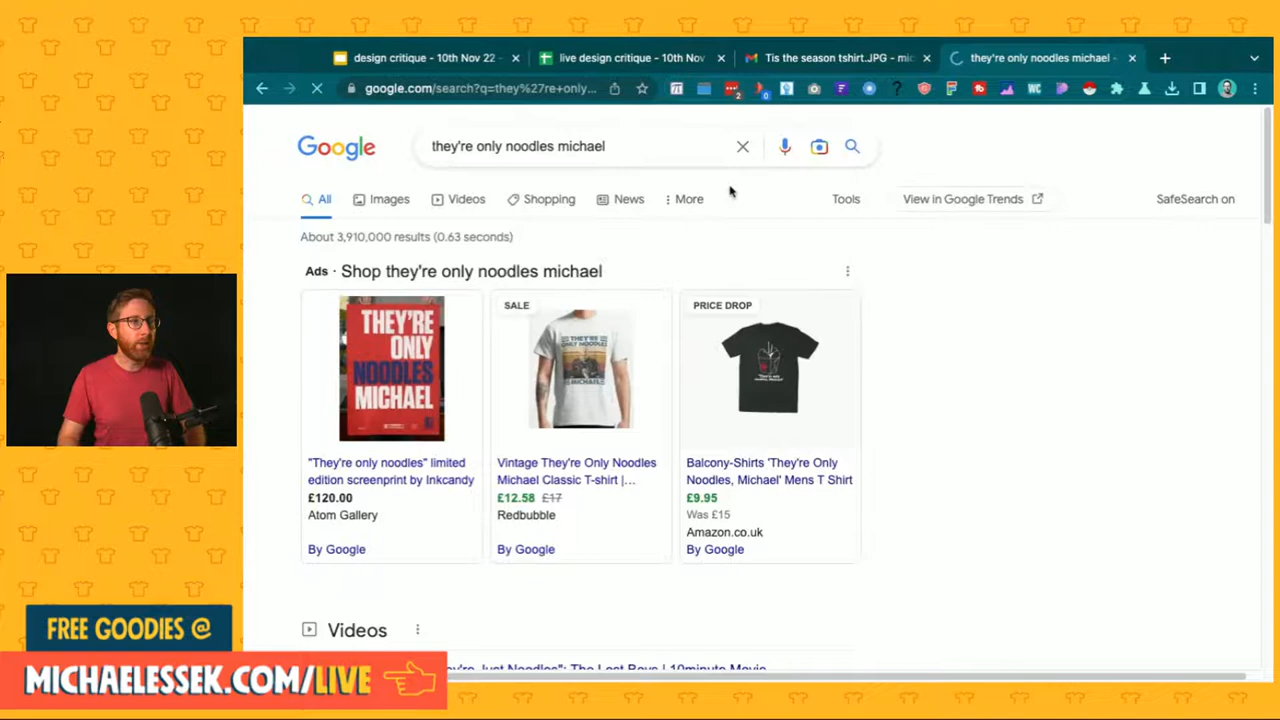 design critique - 10th Nov 22 -
live design critique - 10th Nov
Tis the season tshirt.JPG - mic
they're only noodles michael -
google.com/search?q=they%27re+only...
Google
they're only noodles michael
All
Images
Videos
Shopping
News
More
Tools
View in Google Trends
SafeSearch on
About 3,910,000 results (0.63 seconds)
Ads · Shop they're only noodles michael
THEY'RE
ONLY
NOODLES
MICHAEL
SALE
THEY'RE
ONLY NOODLES
MICHAEL
PRICE DROP
"They're only noodles" limited
edition screenprint by Inkcandy
£120.00
Atom Gallery
By Google
Vintage They're Only Noodles
Michael Classic T-shirt |...
£12.58 £17
Redbubble
By Google
Balcony-Shirts 'They're Only
Noodles, Michael' Mens T Shirt
£9.95
Was £15
Amazon.co.uk
By Google
Videos
FREE GOODIES @
MICHAELESSEK.COM/LIVE